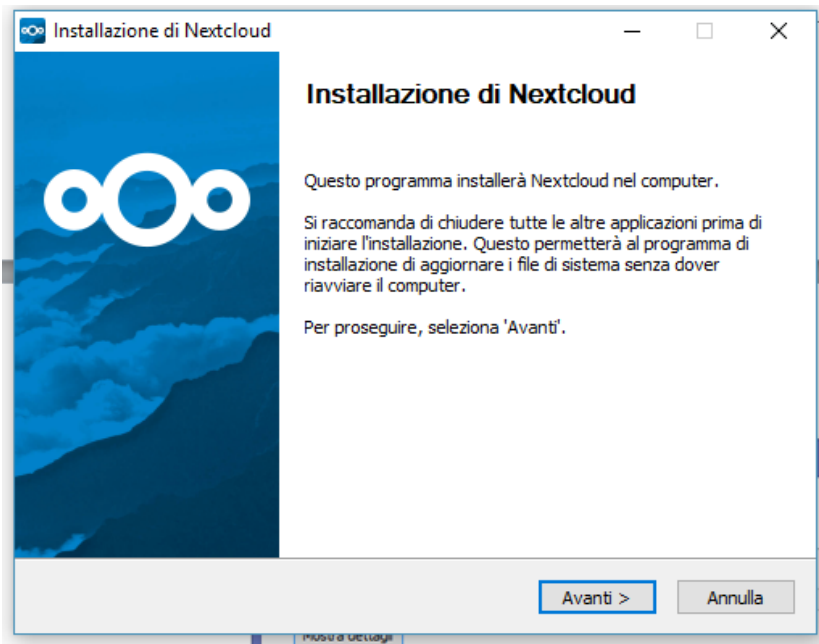 Installazione di Nextcloud
Installazione di Nextcloud
Questo programma installerà Nextcloud nel computer.
Si raccomanda di chiudere tutte le altre applicazioni prima di
iniziare l'installazione. Questo permetterà al programma di
installazione di aggiornare i file di sistema senza dover
riavviare il computer.
Per proseguire, seleziona 'Avanti'.
Avanti >
Annulla
Mostra dettagli